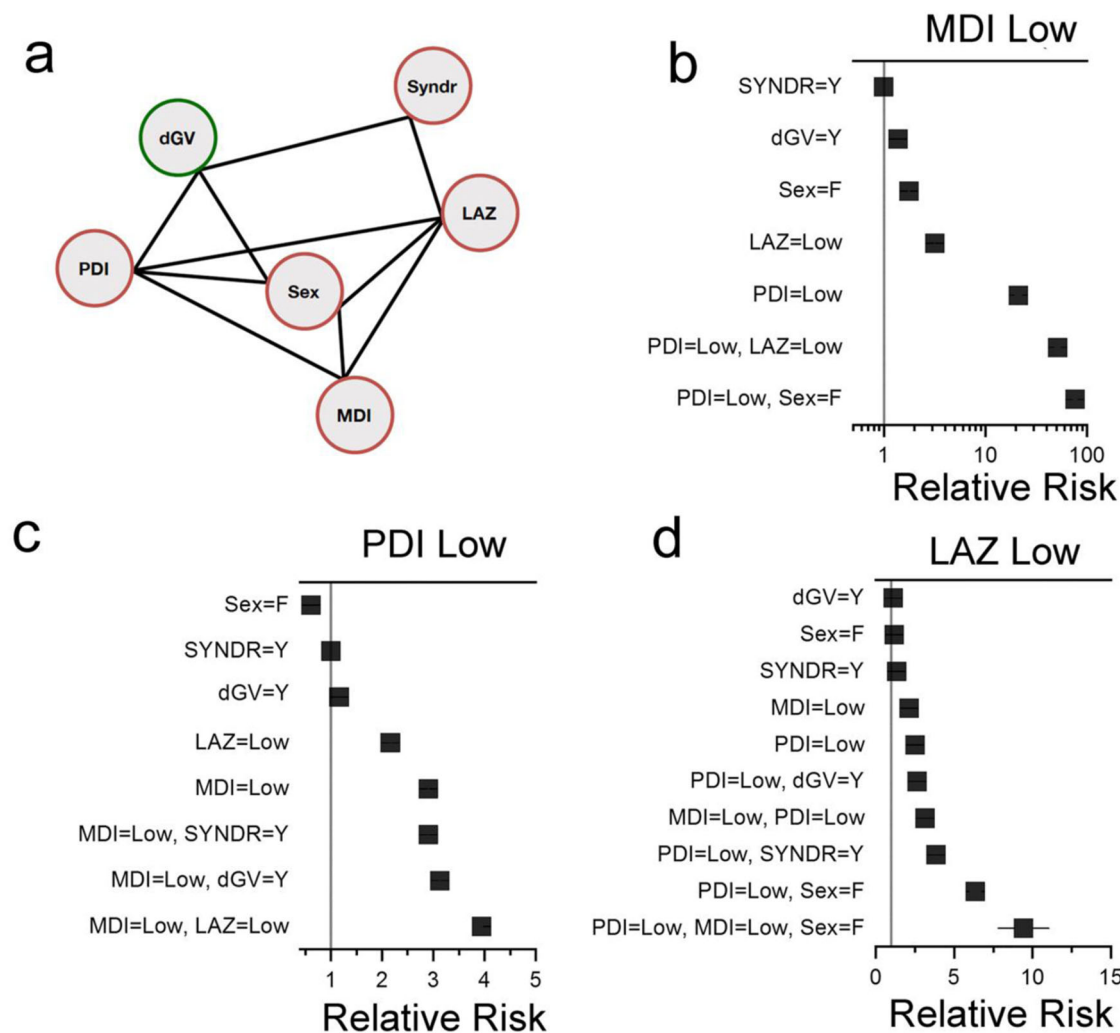 a
Syndr
dGV
LAZ
PDI
Sex
MDI
b
MDI Low
SYNDR=Y
dGV=Y
Sex=F
LAZ=Low
PDI=Low
PDI=Low, LAZ=Low
PDI=Low, Sex=F
1 10 100
Relative Risk
c
PDI Low
Sex=F
SYNDR=Y
dGV=Y
LAZ=Low
MDI=Low
MDI=Low, SYNDR=Y
MDI=Low, dGV=Y
MDI=Low, LAZ=Low
1 2 3 4 5
Relative Risk
d
LAZ Low
dGV=Y
Sex=F
SYNDR=Y
MDI=Low
PDI=Low
PDI=Low, dGV=Y
MDI=Low, PDI=Low
PDI=Low, SYNDR=Y
PDI=Low, Sex=F
PDI=Low, MDI=Low, Sex=F
0 5 10 15
Relative Risk